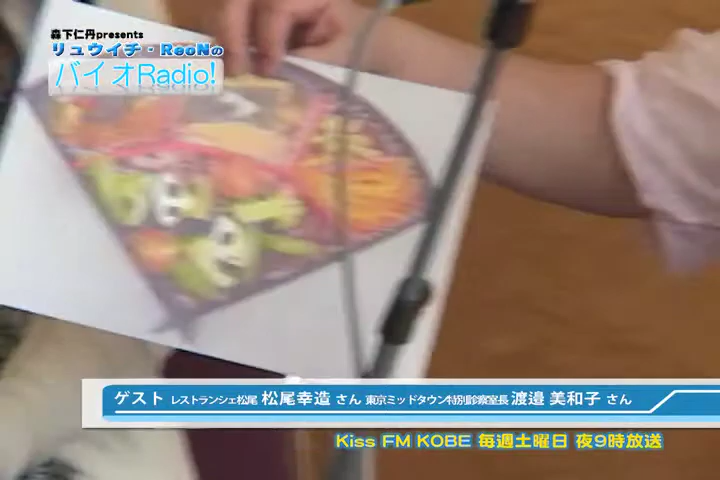 森下仁丹presents
リュウイチ・RaoNの
バイオRadio!
ゲスト レストランシェ松尾 松尾幸造 さん 東京ミッドタウン特別診察室長 渡邉 美和子 さん
Kiss FM KOBE 毎週土曜日 夜9時放送